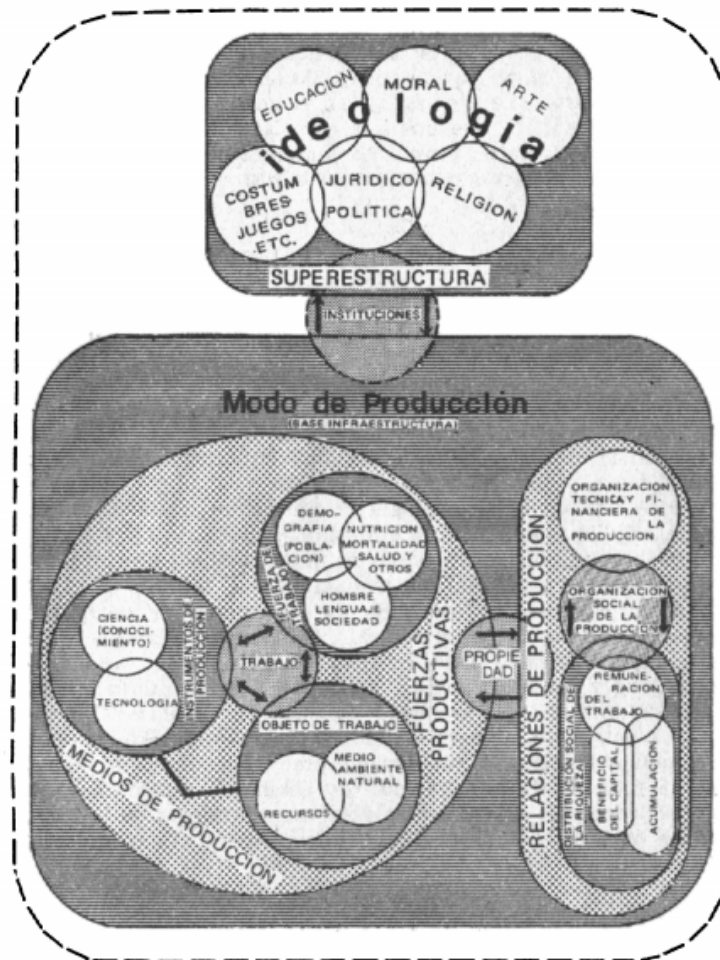 EDUCACION
MORAL
ARTE
ideología
COSTUM
BRES
JUEGOS
ETC.
JURIDICO
POLITICA
RELIGION
SUPERESTRUCTURA
INSTITUCIONES
Modo de Producción
(BASE INFRAESTRUCTURA)
DEMO-
GRAFIA
(POBLA-
CION)
NUTRICION
MORTALIDAD
SALUD Y
OTROS
HOMBRE
LENGUAJE
SOCIEDAD
FUERZA DE
TRABAJO
CIENCIA
(CONOCI-
MIENTO)
TECNOLOGIA
INSTRUMENTOS DE
PRODUCCION
TRABAJO
OBJETO DE TRABAJO
MEDIO
AMBIENTE
NATURAL
RECURSOS
MEDIOS DE PRODUCCION
FUERZAS
PRODUCTIVAS
PROPIE
DAD
RELACIONES DE PRODUCCION
ORGANIZACION
TECNICA Y FI-
NANCIERA DE
LA
PRODUCCION
ORGANIZACION
SOCIAL
DE LA
PRODUCCION
REMUNE-
RACION
DEL
TRABAJO
DISTRIBUCION SOCIAL DE
LA RIQUEZA
BENEFICIO
DEL CAPITAL
ACUMULACION